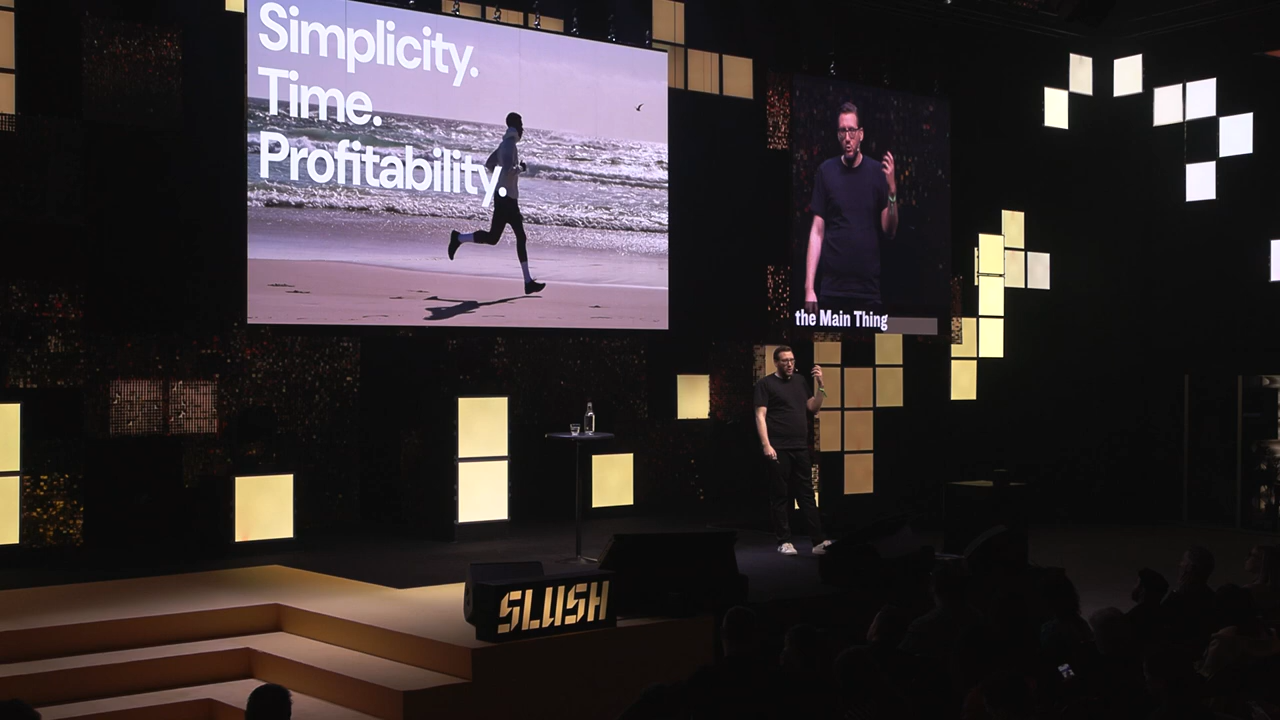 Simplicity.
Time.
Profitability.
the Main Thing
SLUSH